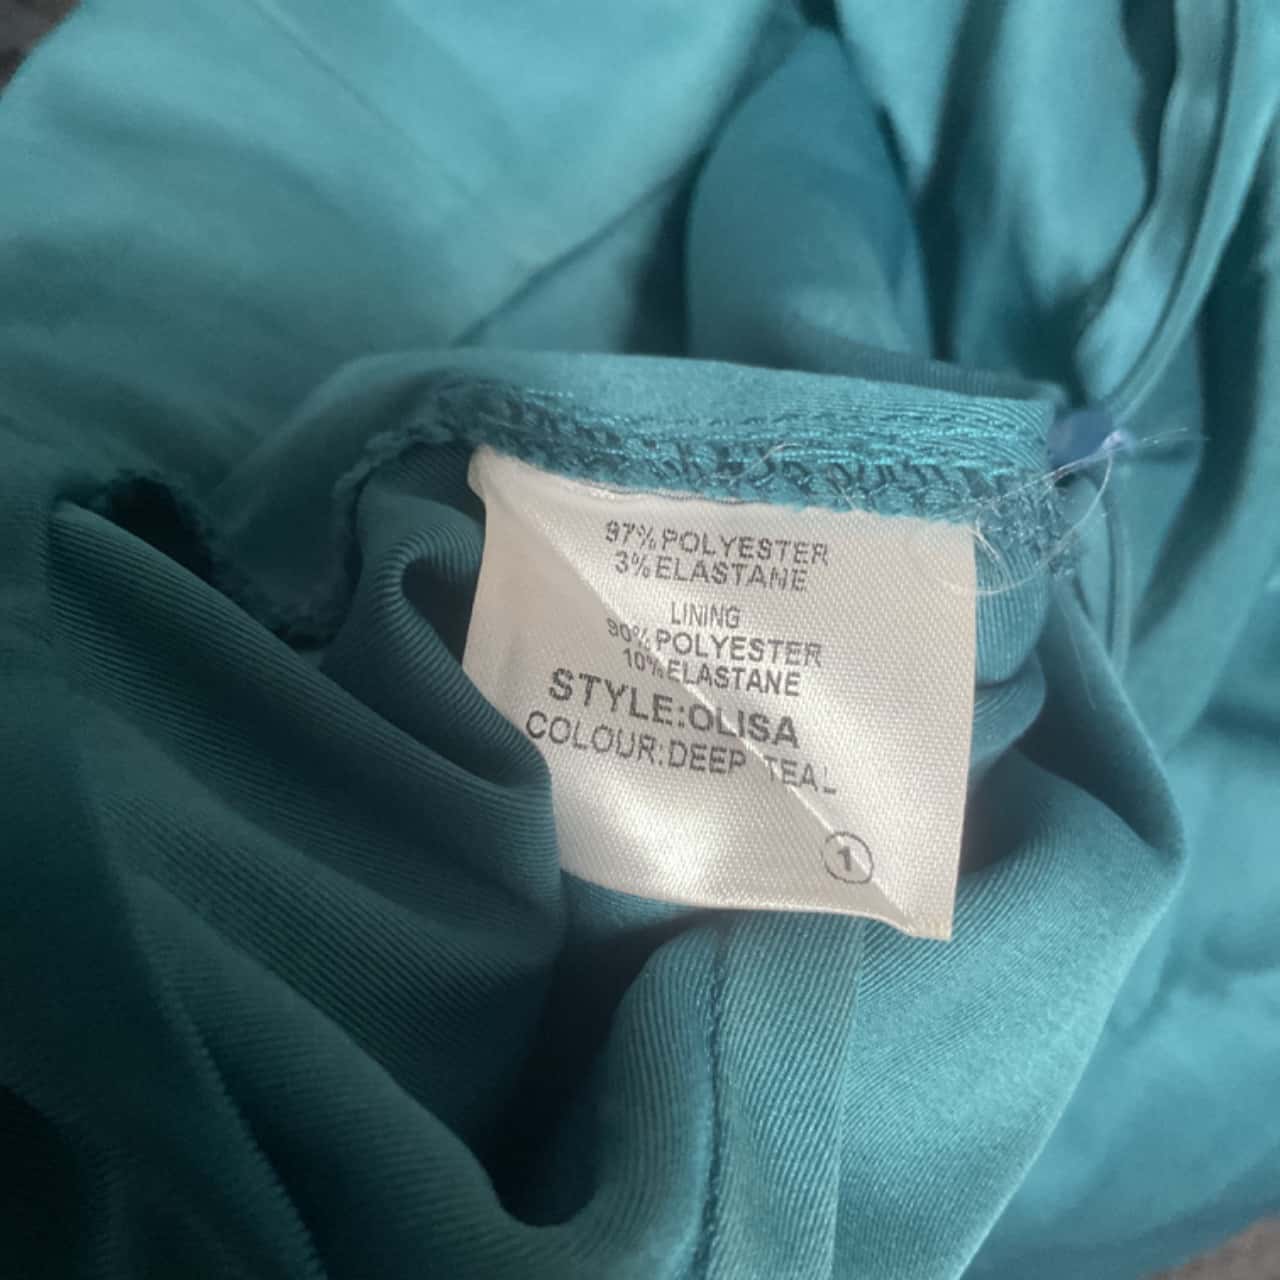 97% POLYESTER
3% ELASTANE
LINING
90% POLYESTER
10% ELASTANE
STYLE:OLISA
COLOUR:DEEP TEAL
1